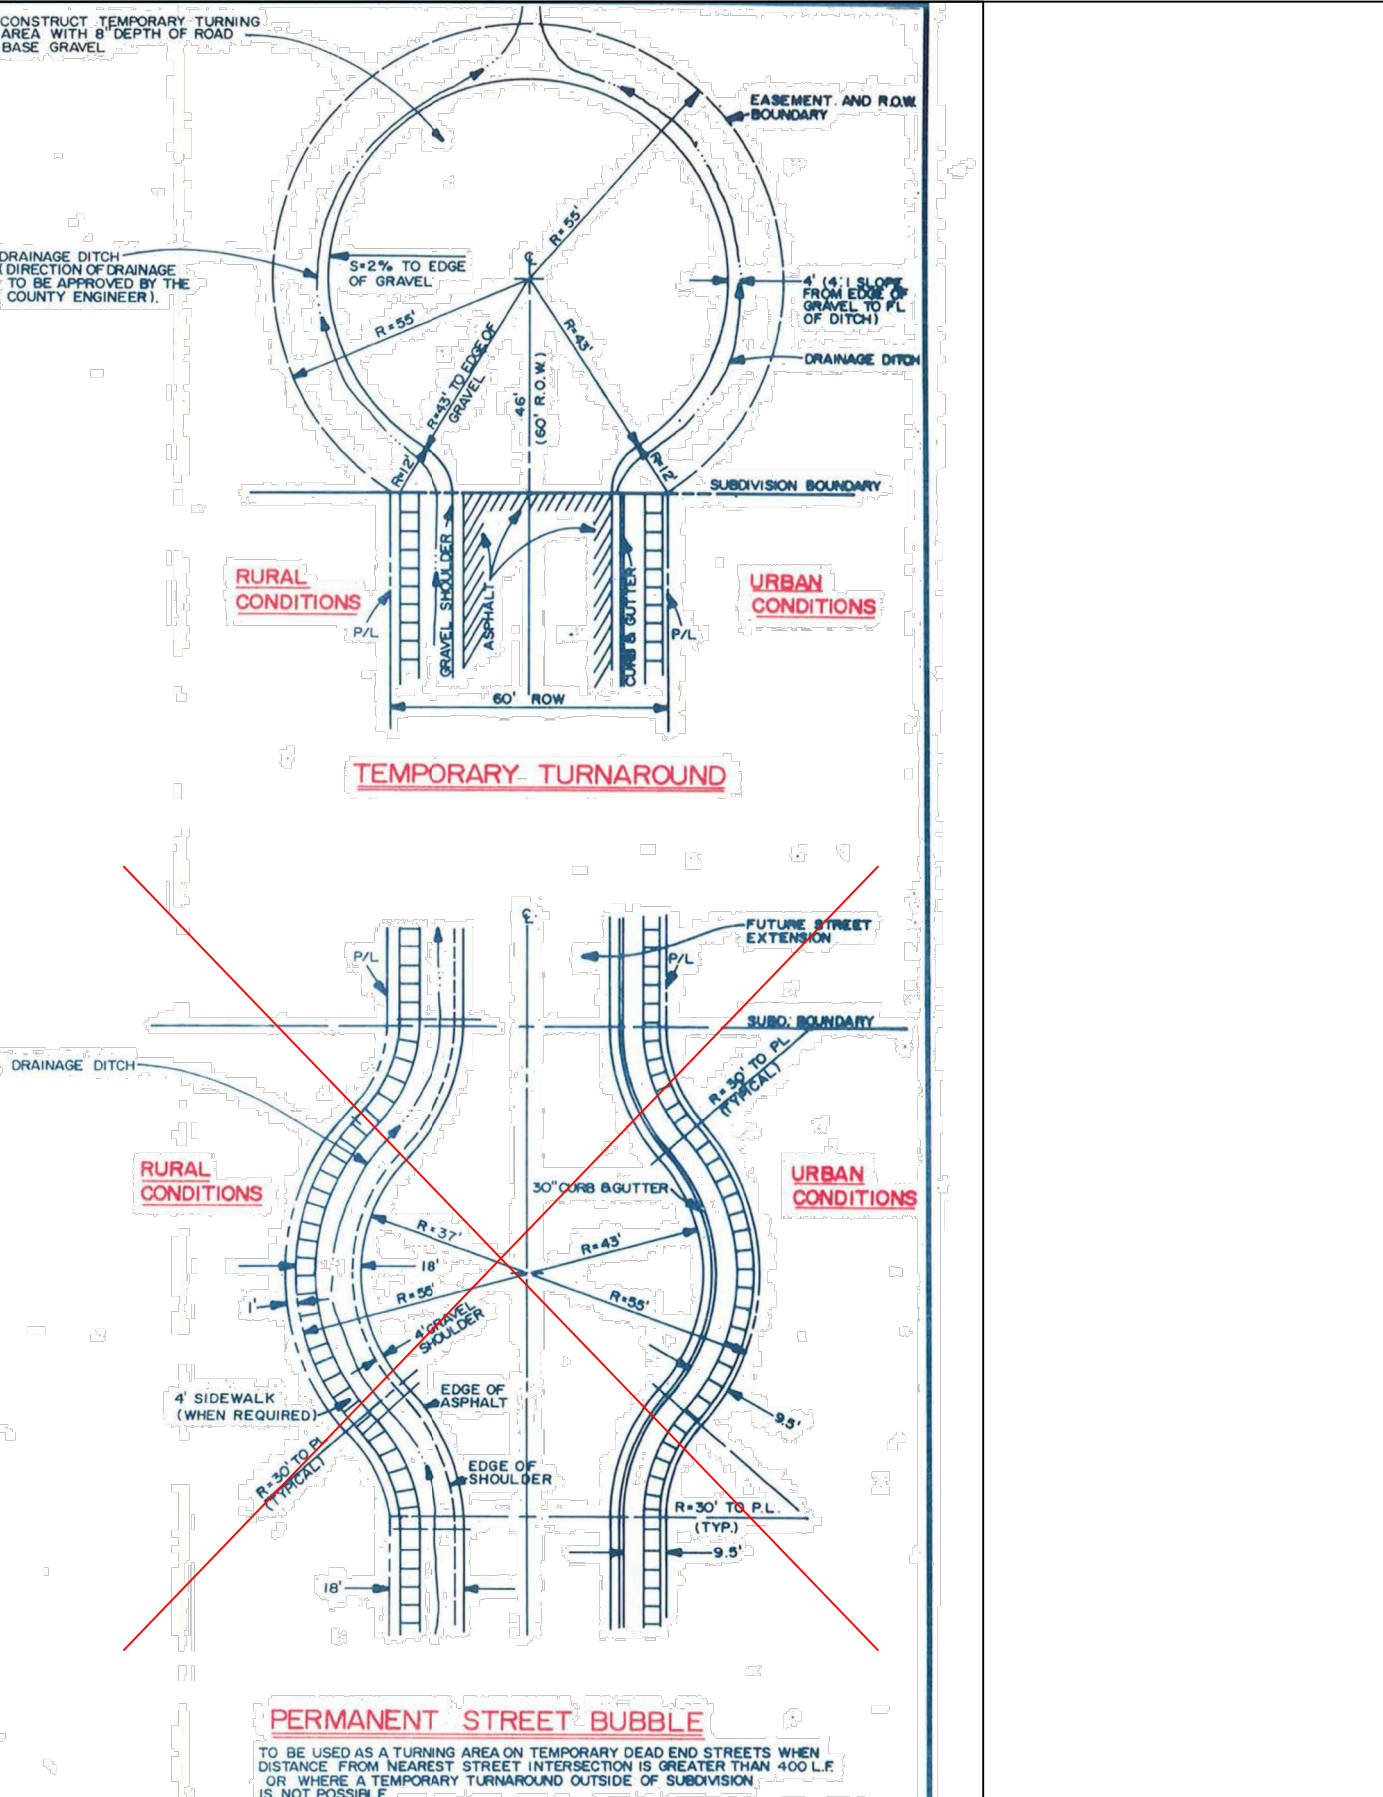 CONSTRUCT TEMPORARY TURNING
AREA WITH 8" DEPTH OF ROAD
BASE GRAVEL
EASEMENT. AND R.O.W.
BOUNDARY
R=55'
℄
DRAINAGE DITCH
(DIRECTION OF DRAINAGE
TO BE APPROVED BY THE
COUNTY ENGINEER).
S=2% TO EDGE
OF GRAVEL
4' (4:1 SLOPE
FROM EDGE OF
GRAVEL TO FL
OF DITCH)
R=55'
R=43'
R=43' TO EDGE OF
GRAVEL
46'
(60' R.O.W.)
DRAINAGE DITCH
R=12'
R=12'
SUBDIVISION BOUNDARY
RURAL
CONDITIONS
URBAN
CONDITIONS
P/L
GRAVEL SHOULDER
ASPHALT
CURB & GUTTER
P/L
60' ROW
TEMPORARY TURNAROUND
℄
FUTURE STREET
EXTENSION
P/L
P/L
SUBD. BOUNDARY
DRAINAGE DITCH
R=30' TO PL
(TYPICAL)
RURAL
CONDITIONS
URBAN
CONDITIONS
30" CURB & GUTTER
R=37'
R=43'
18'
R=55'
R=55'
1'
4' GRAVEL
SHOULDER
4' SIDEWALK
(WHEN REQUIRED)
EDGE OF
ASPHALT
9.5'
R=30' TO PL
(TYPICAL)
EDGE OF
SHOULDER
R=30' TO P.L.
(TYP.)
9.5'
18'
PERMANENT STREET BUBBLE
TO BE USED AS A TURNING AREA ON TEMPORARY DEAD END STREETS WHEN
DISTANCE FROM NEAREST STREET INTERSECTION IS GREATER THAN 400 L.F.
OR WHERE A TEMPORARY TURNAROUND OUTSIDE OF SUBDIVISION
IS NOT POSSIBLE